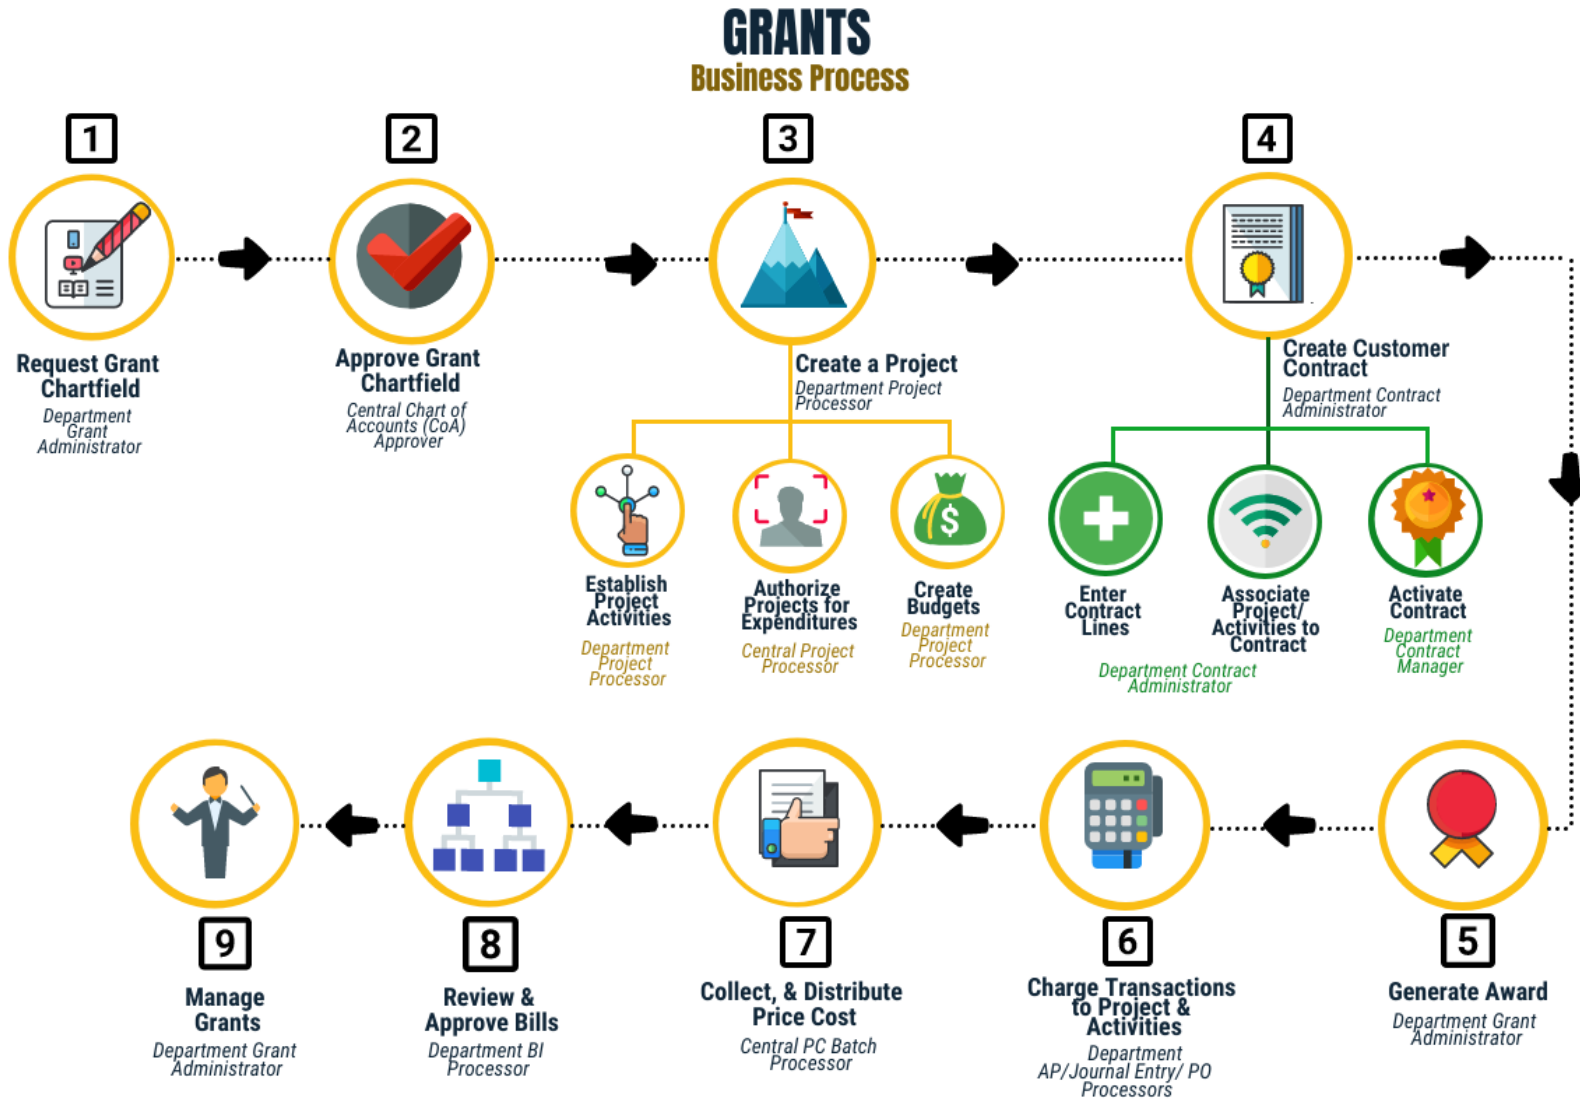 GRANTS
Business Process
1
2
3
4
Request Grant
Chartfield
Department
Grant
Administrator
Approve Grant
Chartfield
Central Chart of
Accounts (CoA)
Approver
Create a Project
Department Project
Processor
Create Customer
Contract
Department Contract
Administrator
Establish
Project
Activities
Department
Project
Processor
Authorize
Projects for
Expenditures
Central Project
Processor
$
Create
Budgets
Department
Project
Processor
Enter
Contract
Lines
Associate
Project/
Activities to
Contract
Department Contract
Administrator
Activate
Contract
Department
Contract
Manager
9
Manage
Grants
Department Grant
Administrator
8
Review &
Approve Bills
Department BI
Processor
7
Collect, & Distribute
Price Cost
Central PC Batch
Processor
6
Charge Transactions
to Project &
Activities
Department
AP/Journal Entry/ PO
Processors
5
Generate Award
Department Grant
Administrator